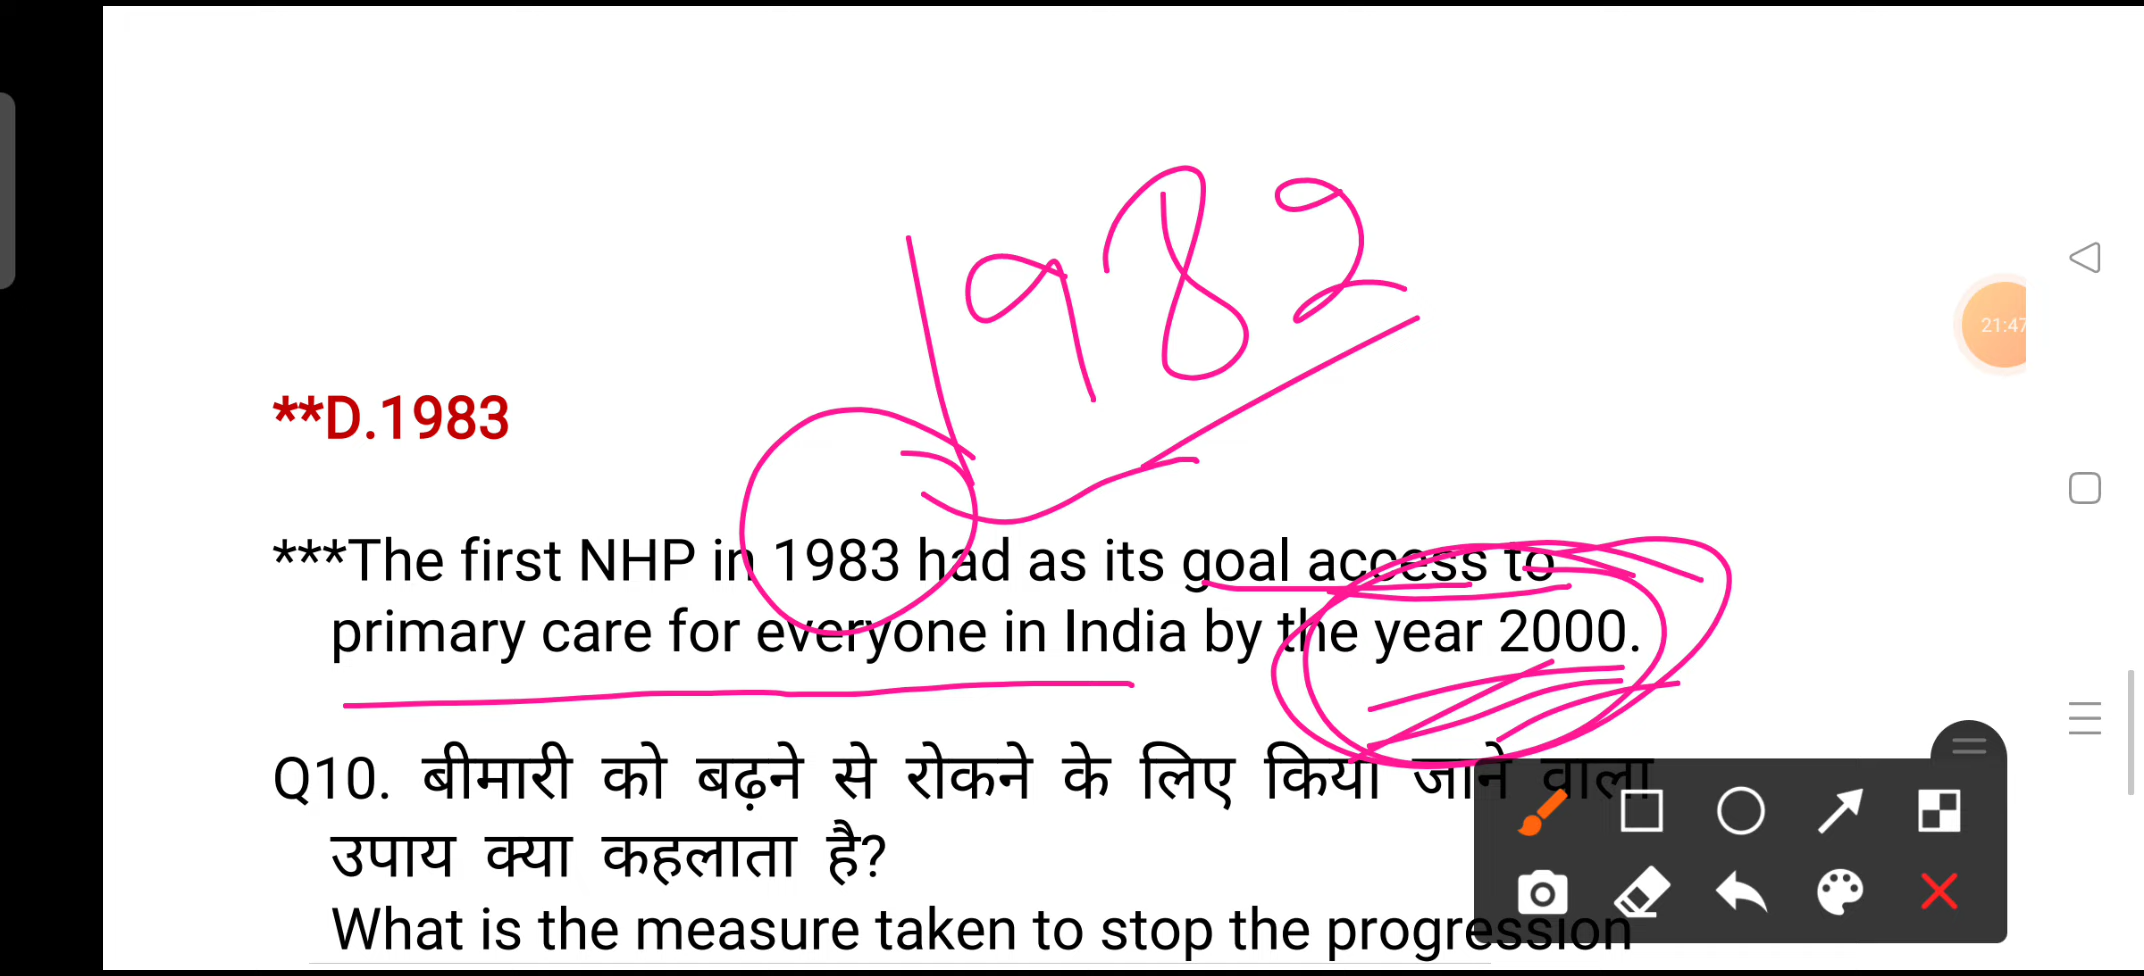 1982
21:47
**D.1983
***The first NHP in 1983 had as its goal access to
primary care for everyone in India by the year 2000.
Q10. बीमारी को बढ़ने से रोकने के लिए किया जाने वाला
उपाय क्या कहलाता है?
What is the measure taken to stop the progression